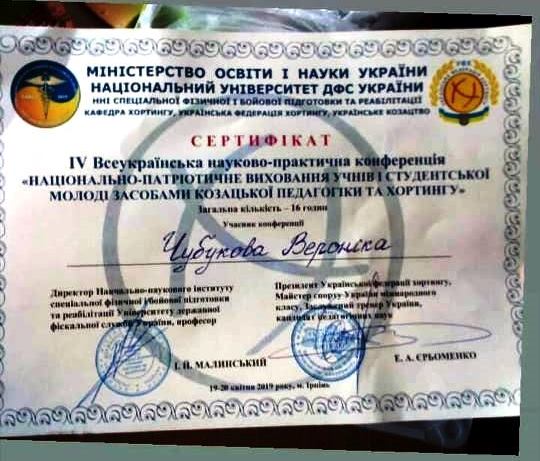 МІНІСТЕРСТВО ОСВІТИ І НАУКИ УКРАЇНИ
НАЦІОНАЛЬНИЙ УНІВЕРСИТЕТ ДФС УКРАЇНИ
ННІ СПЕЦІАЛЬНОЇ ФІЗИЧНОЇ І БОЙОВОЇ ПІДГОТОВКИ ТА РЕАБІЛІТАЦІЇ
КАФЕДРА ХОРТИНГУ, УКРАЇНСЬКА ФЕДЕРАЦІЯ ХОРТИНГУ, УКРАЇНСЬКЕ КОЗАЦТВО
СЕРТИФІКАТ
IV Всеукраїнська науково-практична конференція
«НАЦІОНАЛЬНО-ПАТРІОТИЧНЕ ВИХОВАННЯ УЧНІВ І СТУДЕНТСЬКОЇ
МОЛОДІ ЗАСОБАМИ КОЗАЦЬКОЇ ПЕДАГОГІКИ ТА ХОРТИНГУ»
Загальна кількість – 16 годин
Учасник конференції
Чубукова Вероніка
Директор Навчально-наукового інституту
спеціальної фізичної і бойової підготовки
та реабілітації Університету державної
фіскальної служби України, професор
І. Й. МАЛИНСЬКИЙ
Президент Української федерації хортингу,
Майстер спорту України міжнародного
класу, Заслужений тренер України,
кандидат педагогічних наук
Е. А. ЄРЬОМЕНКО
19-20 квітня 2019 року, м. Ірпінь